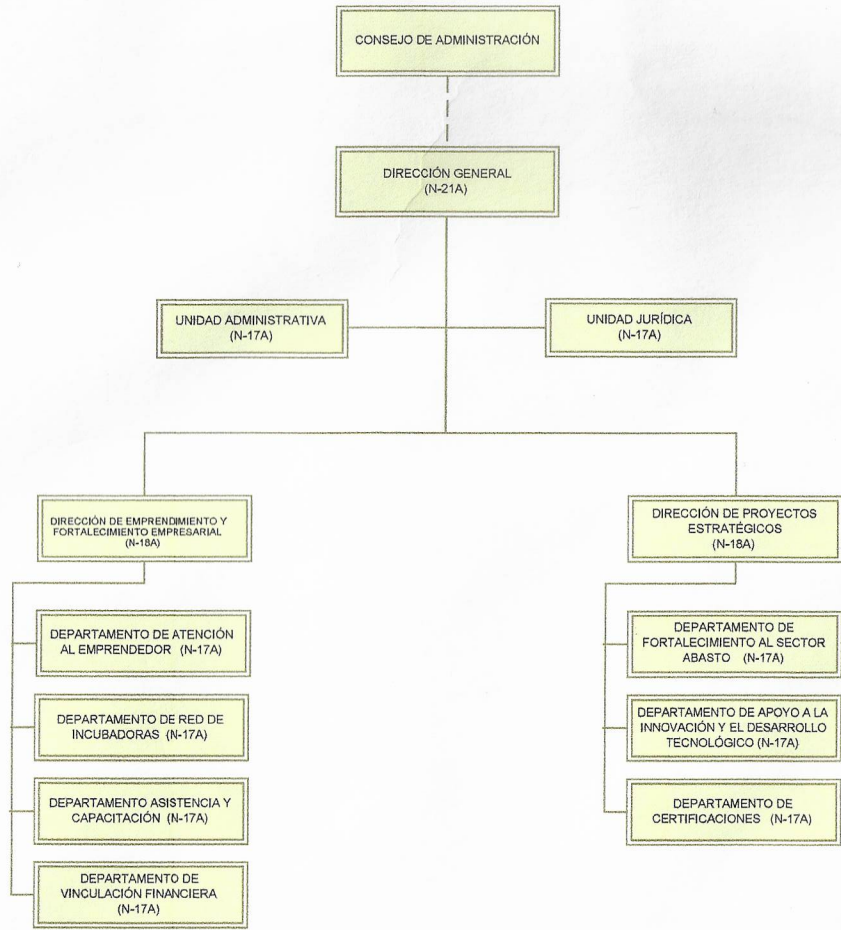 CONSEJO DE ADMINISTRACIÓN
DIRECCIÓN GENERAL
(N-21A)
UNIDAD ADMINISTRATIVA
(N-17A)
UNIDAD JURÍDICA
(N-17A)
DIRECCIÓN DE EMPRENDIMIENTO Y
FORTALECIMIENTO EMPRESARIAL
(N-18A)
DEPARTAMENTO DE ATENCIÓN
AL EMPRENDEDOR (N-17A)
DEPARTAMENTO DE RED DE
INCUBADORAS (N-17A)
DEPARTAMENTO ASISTENCIA Y
CAPACITACIÓN (N-17A)
DEPARTAMENTO DE
VINCULACIÓN FINANCIERA
(N-17A)
DIRECCIÓN DE PROYECTOS
ESTRATÉGICOS
(N-18A)
DEPARTAMENTO DE
FORTALECIMIENTO AL SECTOR
ABASTO (N-17A)
DEPARTAMENTO DE APOYO A LA
INNOVACIÓN Y EL DESARROLLO
TECNOLÓGICO (N-17A)
DEPARTAMENTO DE
CERTIFICACIONES (N-17A)